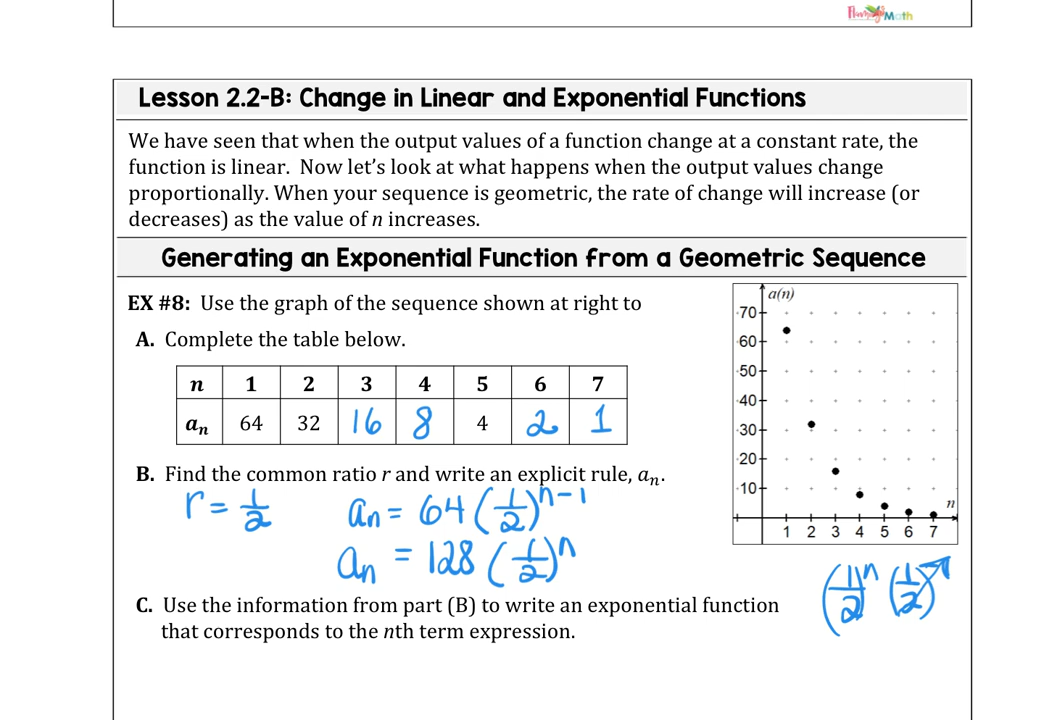 Flamingo Math
Lesson 2.2-B: Change in Linear and Exponential Functions
We have seen that when the output values of a function change at a constant rate, the
function is linear. Now let's look at what happens when the output values change
proportionally. When your sequence is geometric, the rate of change will increase (or
decreases) as the value of n increases.
Generating an Exponential Function from a Geometric Sequence
EX #8: Use the graph of the sequence shown at right to
A. Complete the table below.
n 1 2 3 4 5 6 7
aₙ 64 32 16 8 4 2 1
B. Find the common ratio r and write an explicit rule, aₙ.
r = 1/2 aₙ = 64 (1/2)ⁿ⁻¹
aₙ = 128 (1/2)ⁿ
C. Use the information from part (B) to write an exponential function
that corresponds to the nth term expression.
a(n)
70
60
50
40
30
20
10
n
1 2 3 4 5 6 7
(1/2)ⁿ (1/2)⁻¹